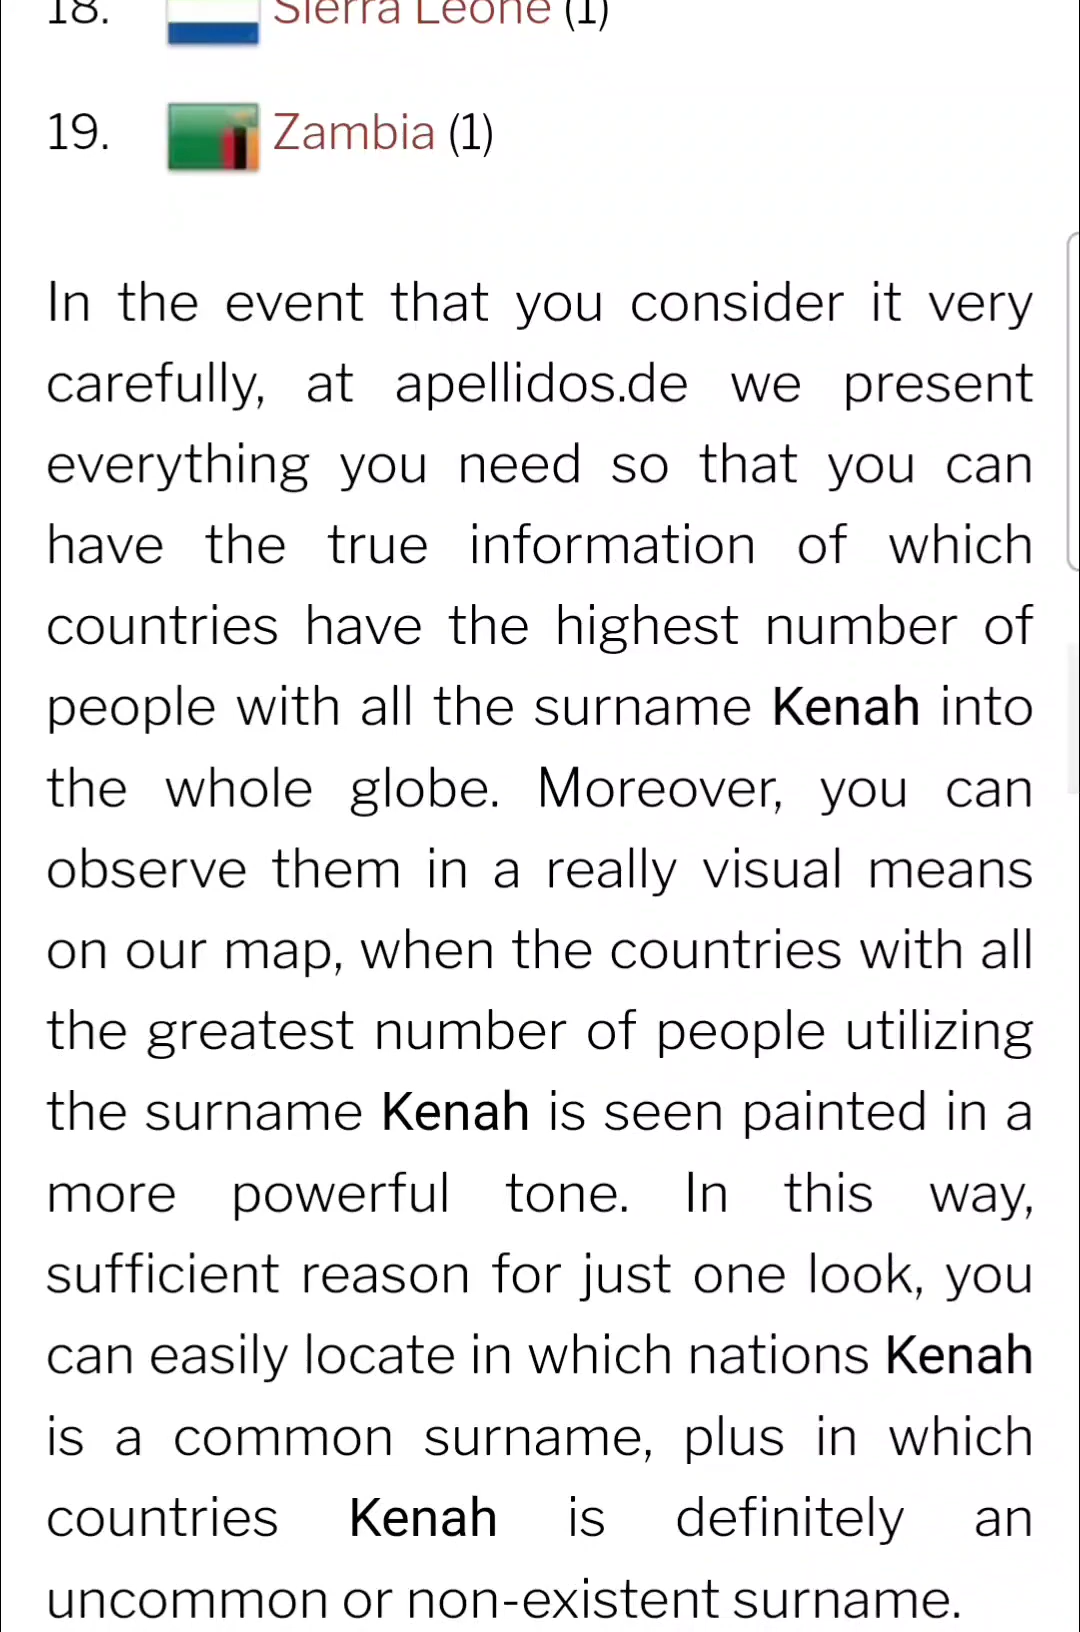 18. Sierra Leone (1)
19. Zambia (1)
In the event that you consider it very
carefully, at apellidos.de we present
everything you need so that you can
have the true information of which
countries have the highest number of
people with all the surname Kenah into
the whole globe. Moreover, you can
observe them in a really visual means
on our map, when the countries with all
the greatest number of people utilizing
the surname Kenah is seen painted in a
more powerful tone. In this way,
sufficient reason for just one look, you
can easily locate in which nations Kenah
is a common surname, plus in which
countries Kenah is definitely an
uncommon or non-existent surname.